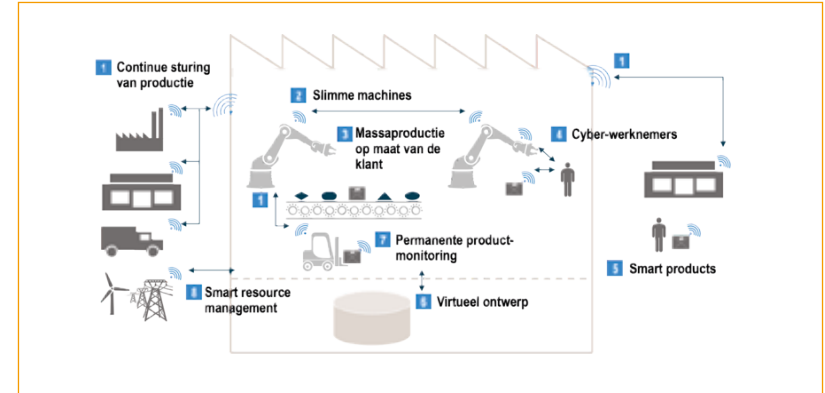 1 Continue sturing
van productie
2 Slimme machines
3 Massaproductie
op maat van de
klant
4 Cyber-werknemers
1
1
7 Permanente product-
monitoring
5 Smart products
8 Smart resource
management
6 Virtueel ontwerp